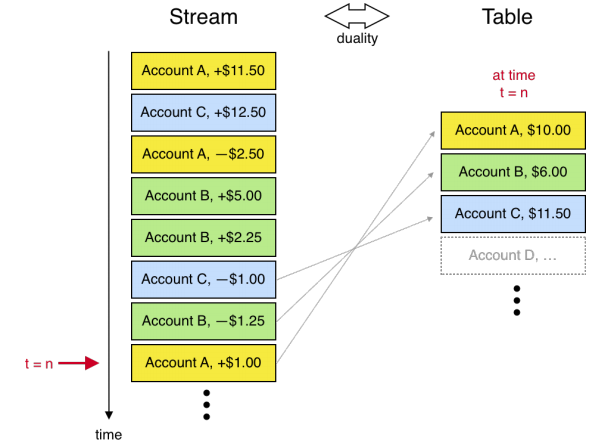 Stream
duality
Table
Account A, +$11.50
Account C, +$12.50
Account A, —$2.50
Account B, +$5.00
Account B, +$2.25
Account C, —$1.00
Account B, —$1.25
Account A, +$1.00
t = n
time
at time
t = n
Account A, $10.00
Account B, $6.00
Account C, $11.50
Account D, ...